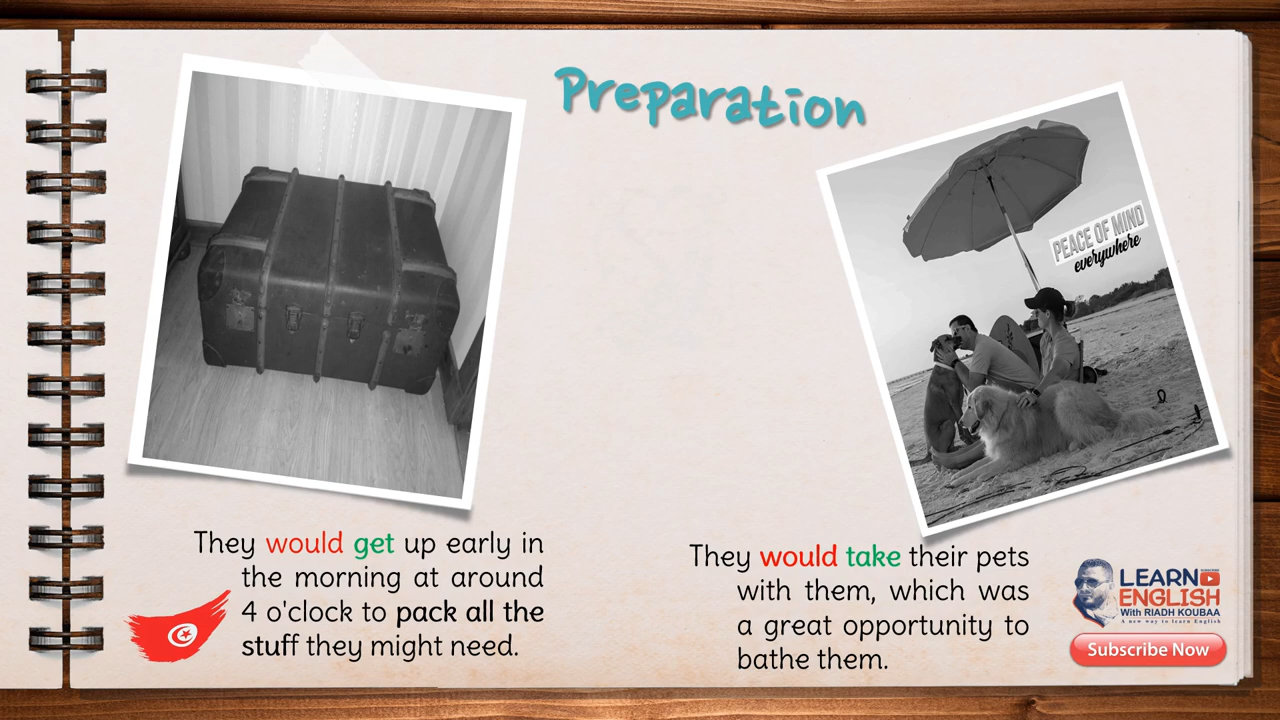 Preparation
PEACE OF MIND
everywhere
They would get up early in
the morning at around
4 o'clock to pack all the
stuff they might need.
They would take their pets
with them, which was
a great opportunity to
bathe them.
LEARN
ENGLISH
With RIADH KOUBAA
A new way to learn English
Subscribe Now